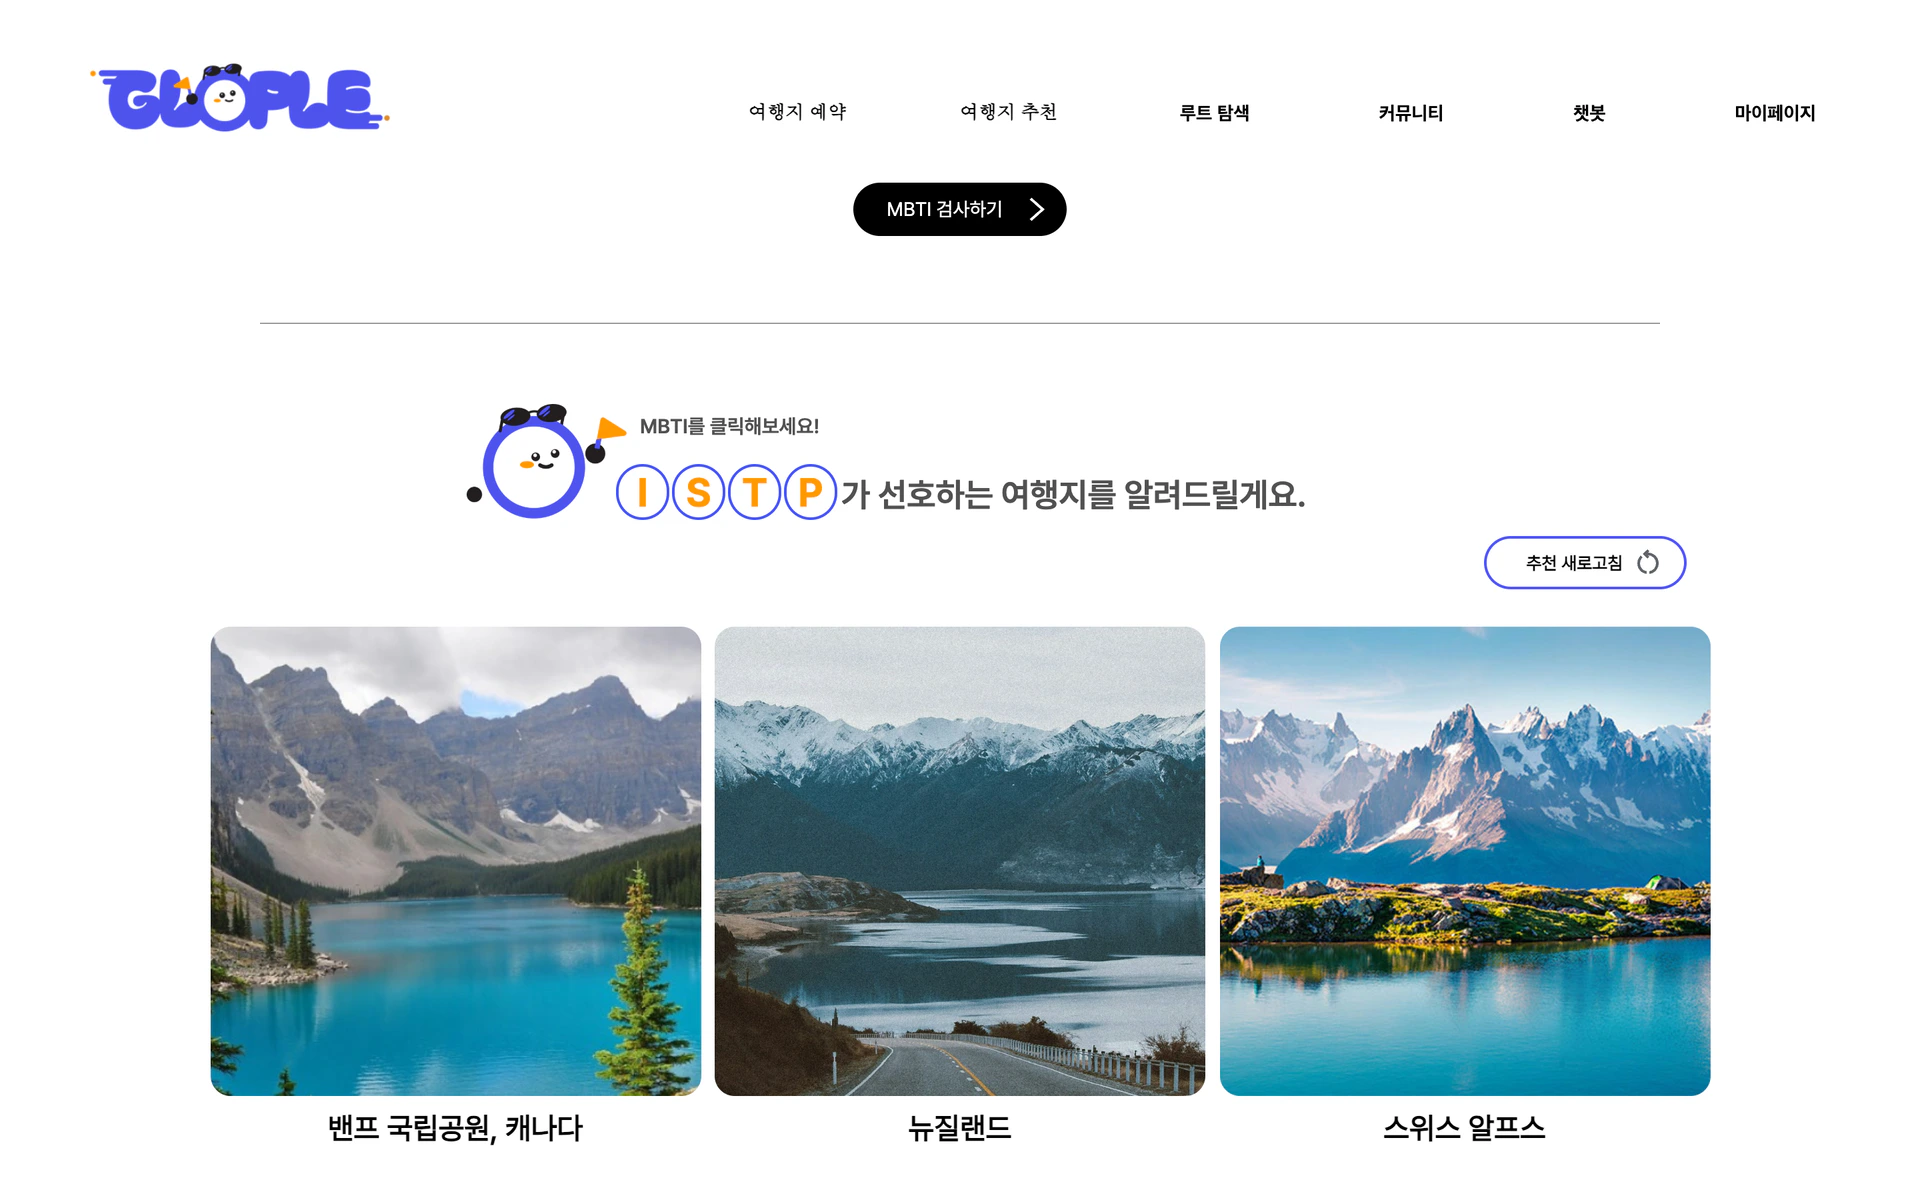 GLOPLE
여행지 예약
여행지 추천
루트 탐색
커뮤니티
챗봇
마이페이지
MBTI 검사하기
MBTI를 클릭해보세요!
ISTP가 선호하는 여행지를 알려드릴게요.
추천 새로고침
밴프 국립공원, 캐나다
뉴질랜드
스위스 알프스